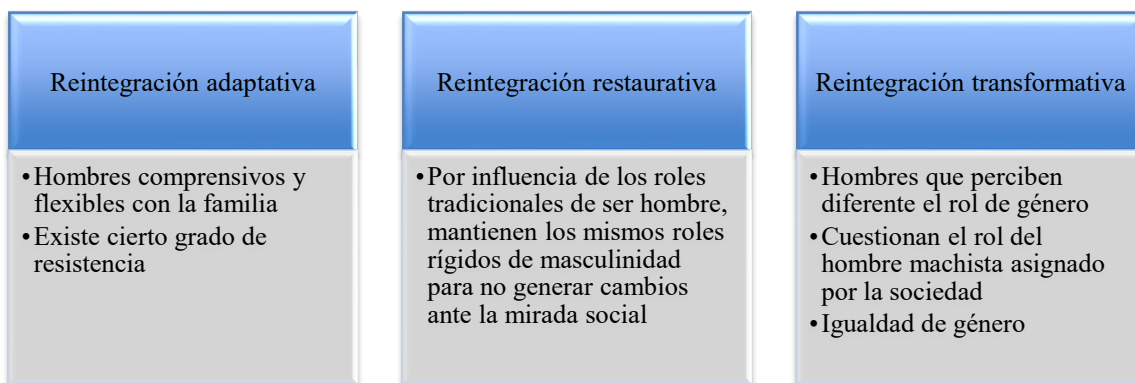 Reintegración adaptativa
•Hombres comprensivos y
flexibles con la familia
•Existe cierto grado de
resistencia
Reintegración restaurativa
•Por influencia de los roles
tradicionales de ser hombre,
mantienen los mismos roles
rígidos de masculinidad
para no generar cambios
ante la mirada social
Reintegración transformativa
•Hombres que perciben
diferente el rol de género
•Cuestionan el rol del
hombre machista asignado
por la sociedad
•Igualdad de género